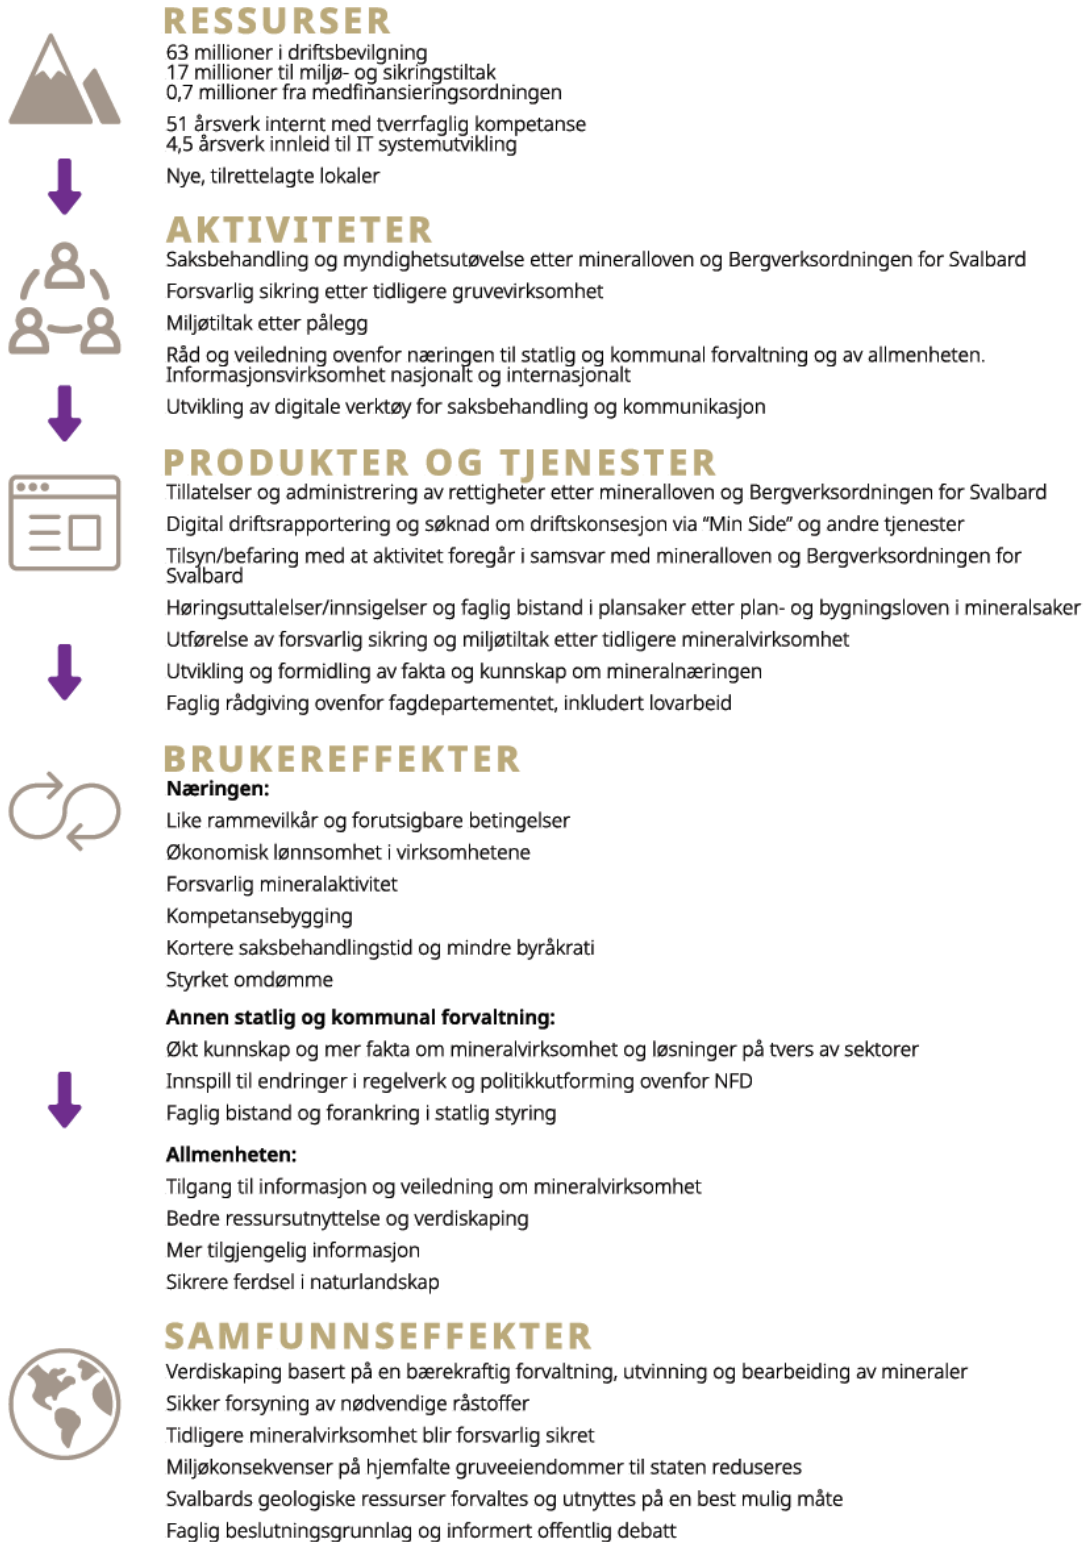 RESSURSER
63 millioner i driftsbevilgning
17 millioner til miljø- og sikringstiltak
0,7 millioner fra medfinansieringsordningen
51 årsverk internt med tverrfaglig kompetanse
4,5 årsverk innleid til IT systemutvikling
Nye, tilrettelagte lokaler
AKTIVITETER
Saksbehandling og myndighetsutøvelse etter mineralloven og Bergverksordningen for Svalbard
Forsvarlig sikring etter tidligere gruvevirksomhet
Miljøtiltak etter pålegg
Råd og veiledning ovenfor næringen til statlig og kommunal forvaltning og av allmenheten.
Informasjonsvirksomhet nasjonalt og internasjonalt
Utvikling av digitale verktøy for saksbehandling og kommunikasjon
PRODUKTER OG TJENESTER
Tillatelser og administrering av rettigheter etter mineralloven og Bergverksordningen for Svalbard
Digital driftsrapportering og søknad om driftskonsesjon via “Min Side” og andre tjenester
Tilsyn/befaring med at aktivitet foregår i samsvar med mineralloven og Bergverksordningen for
Svalbard
Høringsuttalelser/innsigelser og faglig bistand i plansaker etter plan- og bygningsloven i mineralsaker
Utførelse av forsvarlig sikring og miljøtiltak etter tidligere mineralvirksomhet
Utvikling og formidling av fakta og kunnskap om mineralnæringen
Faglig rådgiving ovenfor fagdepartementet, inkludert lovarbeid
BRUKEREFFEKTER
Næringen:
Like rammevilkår og forutsigbare betingelser
Økonomisk lønnsomhet i virksomhetene
Forsvarlig mineralaktivitet
Kompetansebygging
Kortere saksbehandlingstid og mindre byråkrati
Styrket omdømme
Annen statlig og kommunal forvaltning:
Økt kunnskap og mer fakta om mineralvirksomhet og løsninger på tvers av sektorer
Innspill til endringer i regelverk og politikkutforming ovenfor NFD
Faglig bistand og forankring i statlig styring
Allmenheten:
Tilgang til informasjon og veiledning om mineralvirksomhet
Bedre ressursutnyttelse og verdiskaping
Mer tilgjengelig informasjon
Sikrere ferdsel i naturlandskap
SAMFUNNSEFFEKTER
Verdiskaping basert på en bærekraftig forvaltning, utvinning og bearbeiding av mineraler
Sikker forsyning av nødvendige råstoffer
Tidligere mineralvirksomhet blir forsvarlig sikret
Miljøkonsekvenser på hjemfalte gruveeiendommer til staten reduseres
Svalbards geologiske ressurser forvaltes og utnyttes på en best mulig måte
Faglig beslutningsgrunnlag og informert offentlig debatt